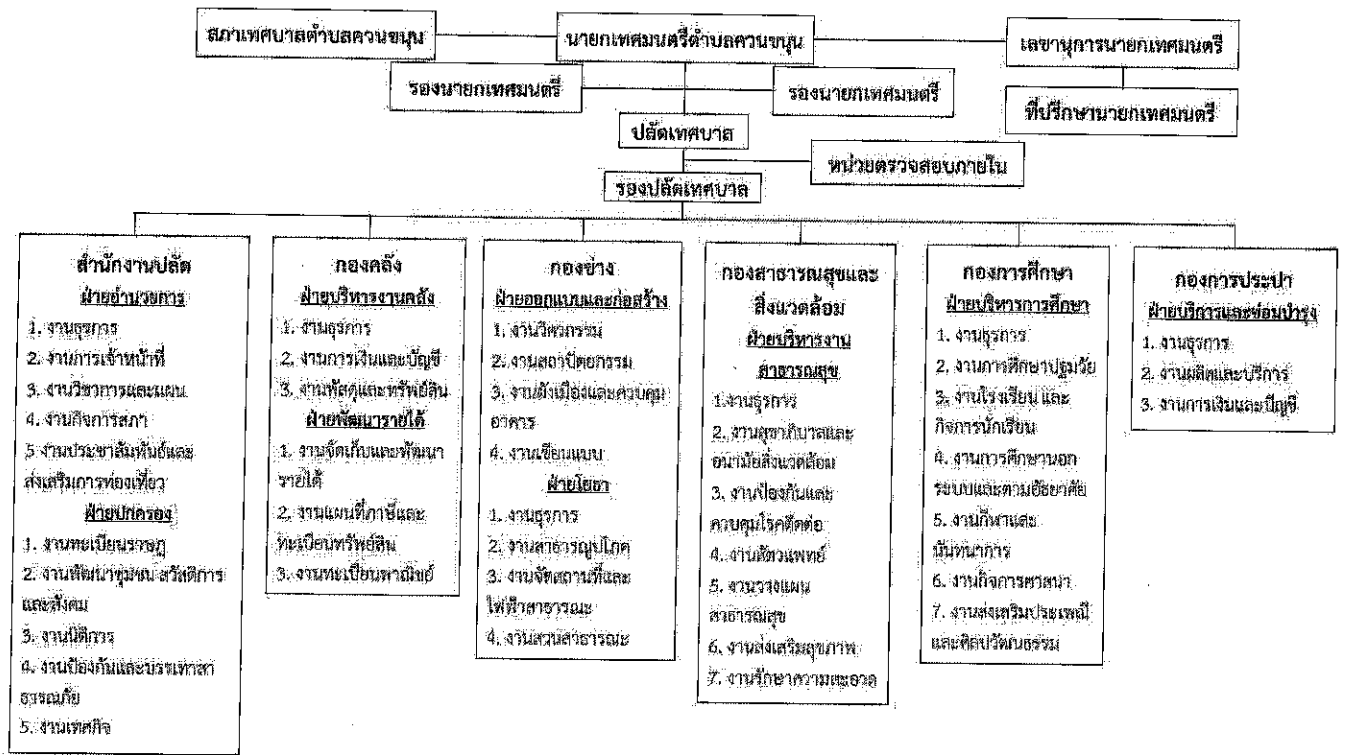 สภาเทศบาลตำบลควนขนุน
นายกเทศมนตรีตำบลควนขนุน
เลขานุการนายกเทศมนตรี
รองนายกเทศมนตรี
รองนายกเทศมนตรี
ที่ปรึกษานายกเทศมนตรี
ปลัดเทศบาล
หน่วยตรวจสอบภายใน
รองปลัดเทศบาล
สำนักงานปลัด
ฝ่ายอำนวยการ
1. งานธุรการ
2. งานการเจ้าหน้าที่
3. งานวิชาการและแผน
4. งานกิจการสภา
5 งานประชาสัมพันธ์และ
ส่งเสริมการท่องเที่ยว
ฝ่ายปกครอง
1. งานทะเบียนราษฎ
2. งานพัฒนาชุมชน สวัสดิการ
และสังคม
3. งานนิติการ
4. งานป้องกันและบรรเทาสา
ธารณภัย
5. งานเทศกิจ
กองคลัง
ฝ่ายบริหารงานคลัง
1. งานธุรการ
2. งานการเงินและบัญชี
3. งานพัสดุและทรัพย์สิน
ฝ่ายพัฒนารายได้
1. งานจัดเก็บและพัฒนา
รายได้
2. งานแผนที่ภาษีและ
ทะเบียนทรัพย์สิน
3. งานทะเบียนพาณิชย์
กองช่าง
ฝ่ายออกแบบและก่อสร้าง
1. งานวิศวกรรม
2. งานสถาปัตยกรรม
3. งานผังเมืองและควบคุม
อาคาร
4. งานเขียนแบบ
ฝ่ายโยธา
1. งานธุรการ
2. งานสาธารณูปโภค
3. งานจัดสถานที่และ
ไฟฟ้าสาธารณะ
4. งานสวนสาธารณะ
กองสาธารณสุขและ
สิ่งแวดล้อม
ฝ่ายบริหารงาน
สาธารณสุข
1.งานธุรการ
2. งานสุขาภิบาลและ
อนามัยสิ่งแวดล้อม
3. งานป้องกันและ
ควบคุมโรคติดต่อ
4. งานสัตวแพทย์
5. งานวางแผน
สาธารณสุข
6. งานส่งเสริมสุขภาพ
7. งานรักษาความสะอาด
กองการศึกษา
ฝ่ายบริหารการศึกษา
1. งานธุรการ
2. งานการศึกษาปฐมวัย
3. งานโรงเรียน และ
กิจการนักเรียน
4. งานการศึกษานอก
ระบบและตามอัธยาศัย
5. งานกีฬาและ
นันทนาการ
6. งานกิจการศาสนา
7. งานส่งเสริมประเพณี
และศิลปวัฒนธรรม
กองการประปา
ฝ่ายบริการและซ่อมบำรุง
1. งานธุรการ
2. งานผลิตและบริการ
3. งานการเงินและบัญชี